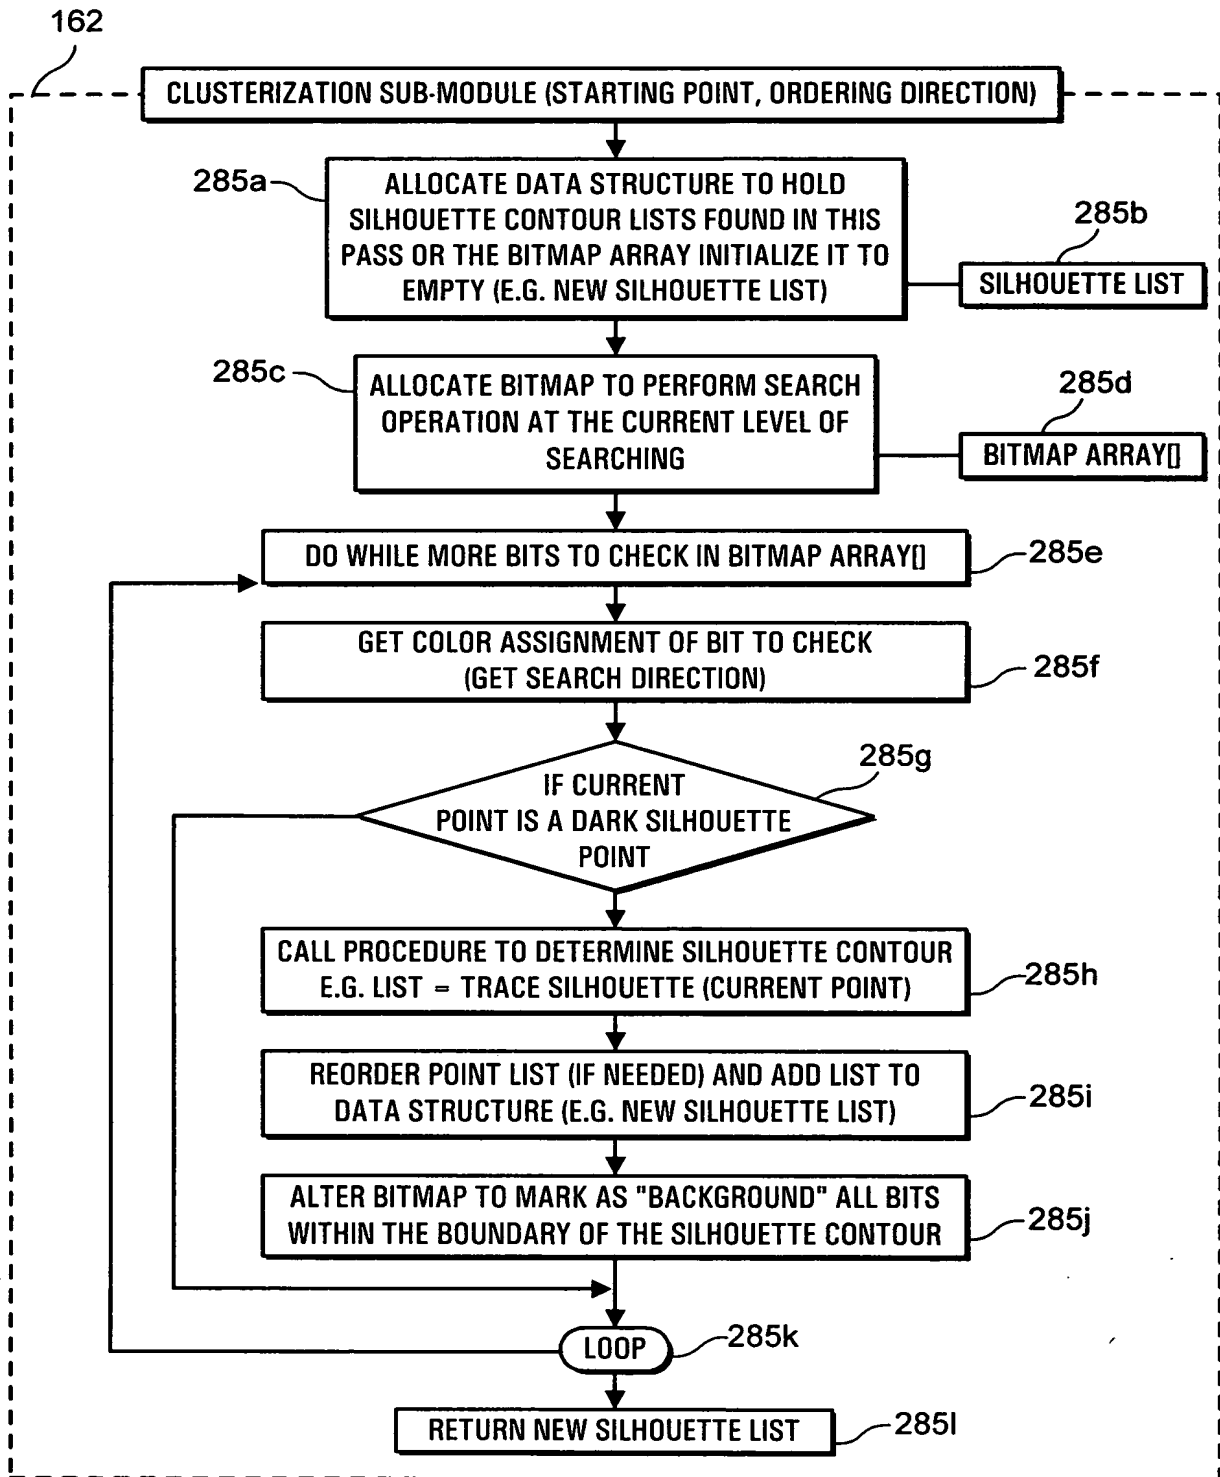 162
CLUSTERIZATION SUB-MODULE (STARTING POINT, ORDERING DIRECTION)
285a
ALLOCATE DATA STRUCTURE TO HOLD
SILHOUETTE CONTOUR LISTS FOUND IN THIS
PASS OR THE BITMAP ARRAY INITIALIZE IT TO
EMPTY (E.G. NEW SILHOUETTE LIST)
285b
SILHOUETTE LIST
285c
ALLOCATE BITMAP TO PERFORM SEARCH
OPERATION AT THE CURRENT LEVEL OF
SEARCHING
285d
BITMAP ARRAY[]
DO WHILE MORE BITS TO CHECK IN BITMAP ARRAY[]
285e
GET COLOR ASSIGNMENT OF BIT TO CHECK
(GET SEARCH DIRECTION)
285f
285g
IF CURRENT
POINT IS A DARK SILHOUETTE
POINT
CALL PROCEDURE TO DETERMINE SILHOUETTE CONTOUR
E.G. LIST = TRACE SILHOUETTE (CURRENT POINT)
285h
REORDER POINT LIST (IF NEEDED) AND ADD LIST TO
DATA STRUCTURE (E.G. NEW SILHOUETTE LIST)
285i
ALTER BITMAP TO MARK AS "BACKGROUND" ALL BITS
WITHIN THE BOUNDARY OF THE SILHOUETTE CONTOUR
285j
LOOP
285k
RETURN NEW SILHOUETTE LIST
285l